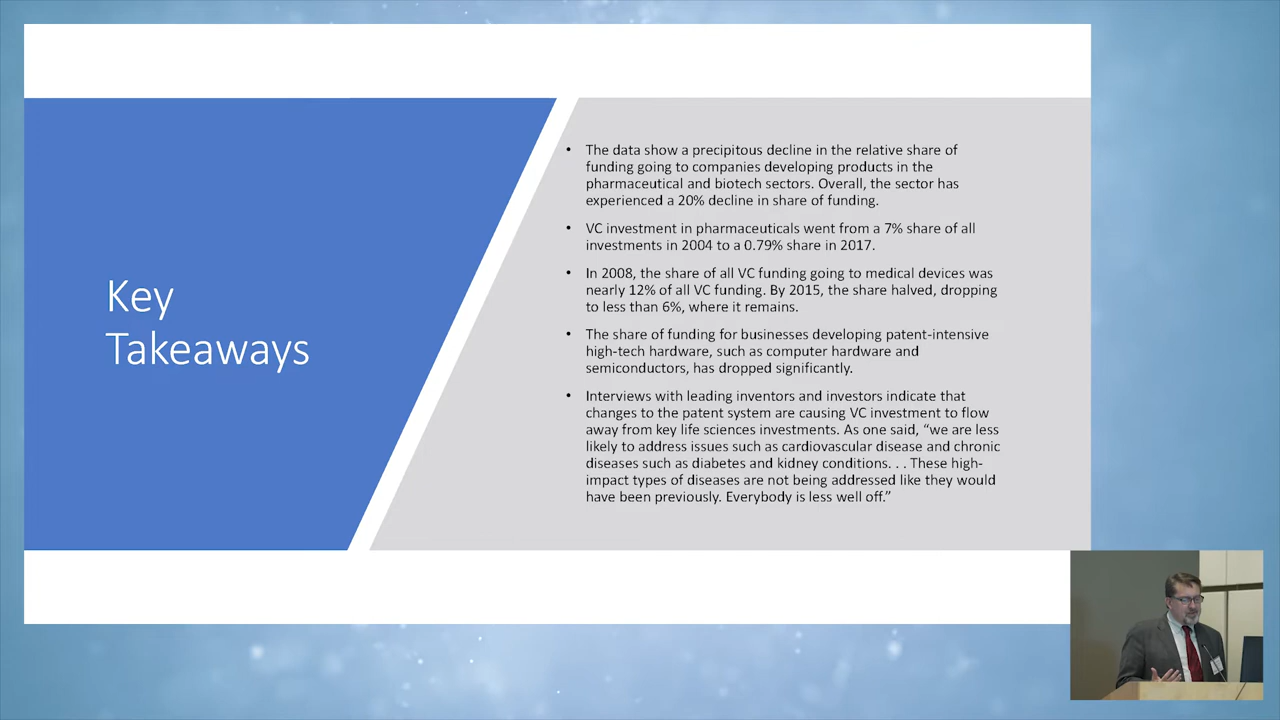 Key
Takeaways
• The data show a precipitous decline in the relative share of
funding going to companies developing products in the
pharmaceutical and biotech sectors. Overall, the sector has
experienced a 20% decline in share of funding.
• VC investment in pharmaceuticals went from a 7% share of all
investments in 2004 to a 0.79% share in 2017.
• In 2008, the share of all VC funding going to medical devices was
nearly 12% of all VC funding. By 2015, the share halved, dropping
to less than 6%, where it remains.
• The share of funding for businesses developing patent-intensive
high-tech hardware, such as computer hardware and
semiconductors, has dropped significantly.
• Interviews with leading inventors and investors indicate that
changes to the patent system are causing VC investment to flow
away from key life sciences investments. As one said, “we are less
likely to address issues such as cardiovascular disease and chronic
diseases such as diabetes and kidney conditions. . . These high-
impact types of diseases are not being addressed like they would
have been previously. Everybody is less well off.”